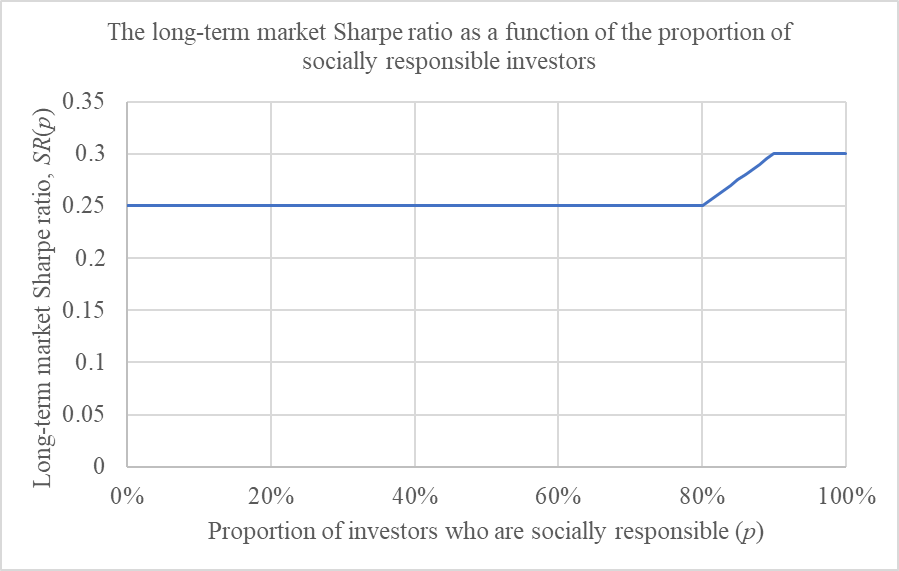 The long-term market Sharpe ratio as a function of the proportion of
socially responsible investors
Long-term market Sharpe ratio, SR(p)
0.35
0.3
0.25
0.2
0.15
0.1
0.05
0
0% 20% 40% 60% 80% 100%
Proportion of investors who are socially responsible (p)